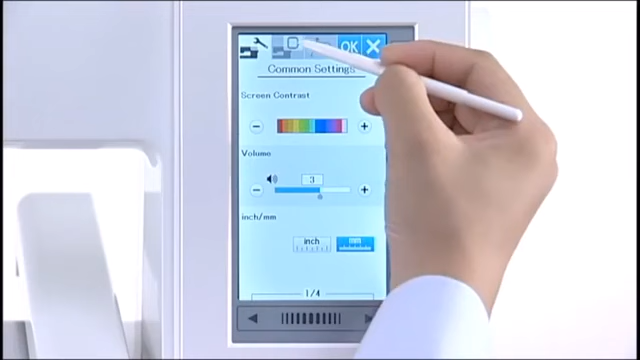 OK
Common Settings
Screen Contrast
Volume
3
inch/mm
inch mm
1/4